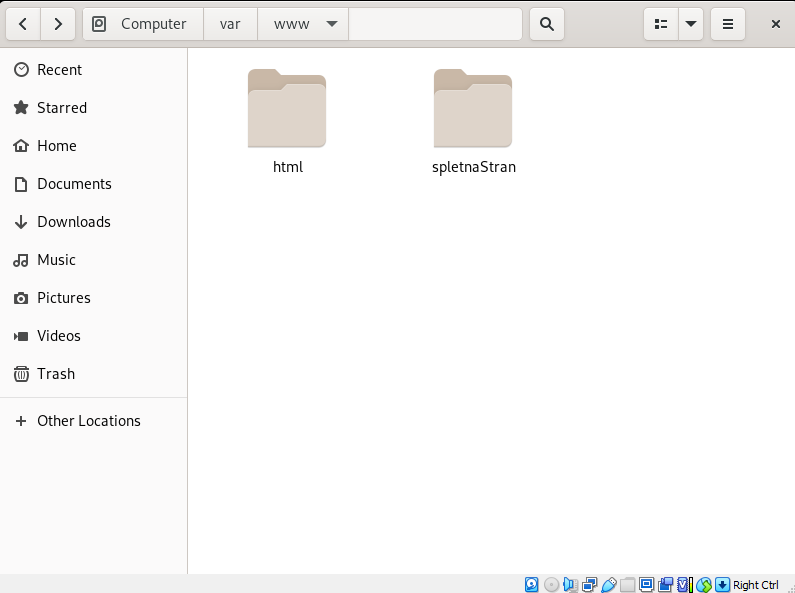 Computer var www
Recent
Starred
Home
Documents
Downloads
Music
Pictures
Videos
Trash
Other Locations
html spletnaStran
Right Ctrl